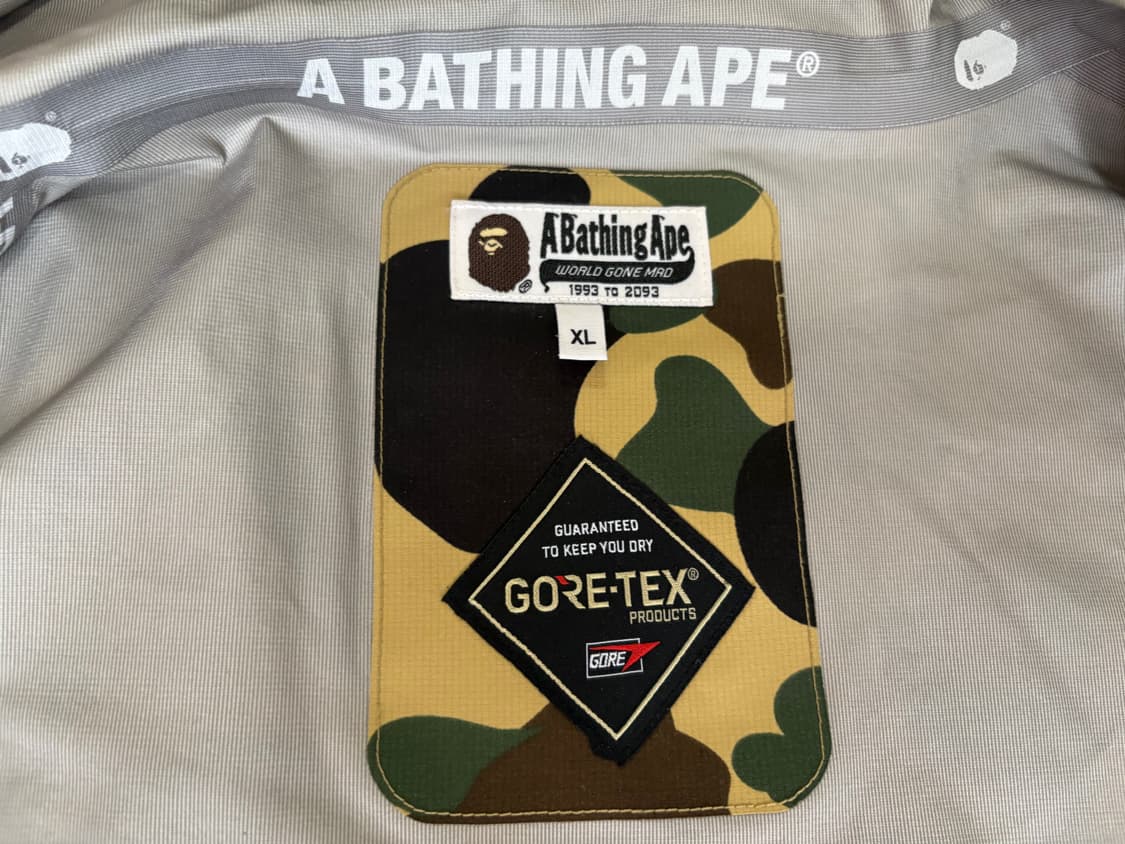 A BATHING APE®
®
®
A Bathing Ape
WORLD GONE MAD
®
1993 TO 2093
XL
GUARANTEED
TO KEEP YOU DRY
GORE-TEX®
PRODUCTS
GORE